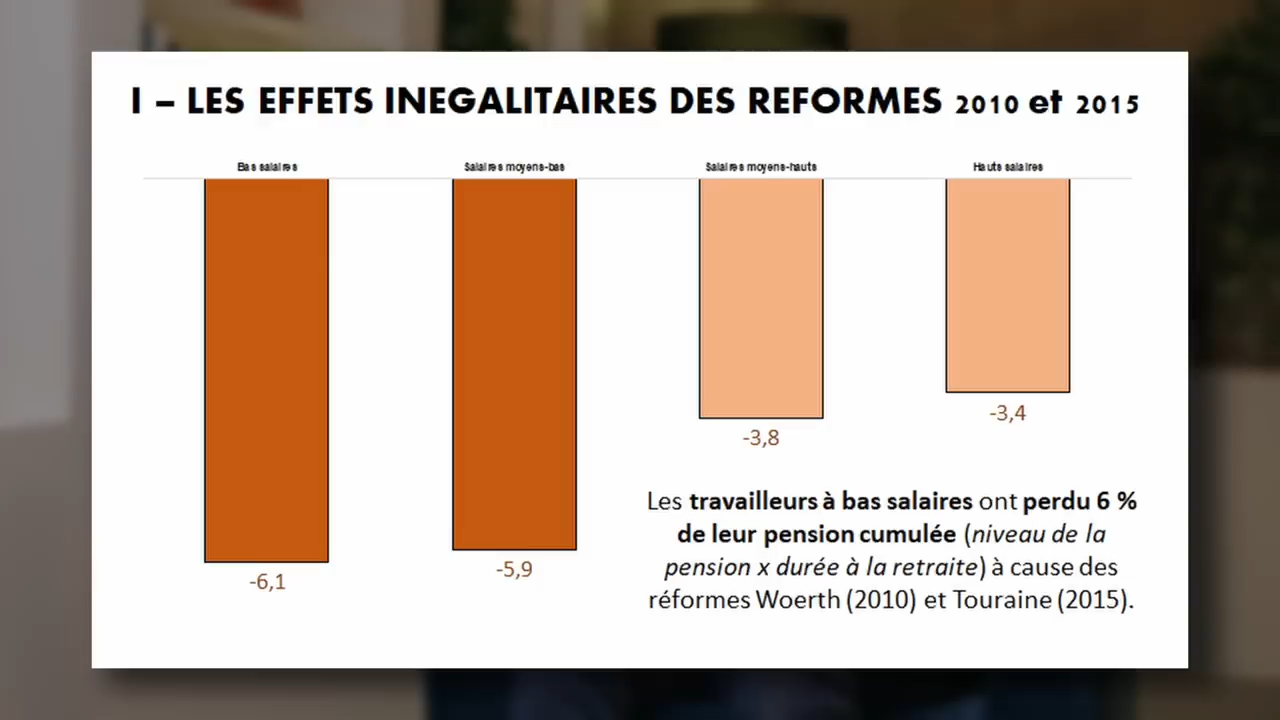 I – LES EFFETS INEGALITAIRES DES REFORMES 2010 et 2015
Bas salaires
Salaires moyens-bas
Salaires moyens-hauts
Hauts salaires
-6,1
-5,9
-3,8
-3,4
Les travailleurs à bas salaires ont perdu 6 %
de leur pension cumulée (niveau de la
pension x durée à la retraite) à cause des
réformes Woerth (2010) et Touraine (2015).